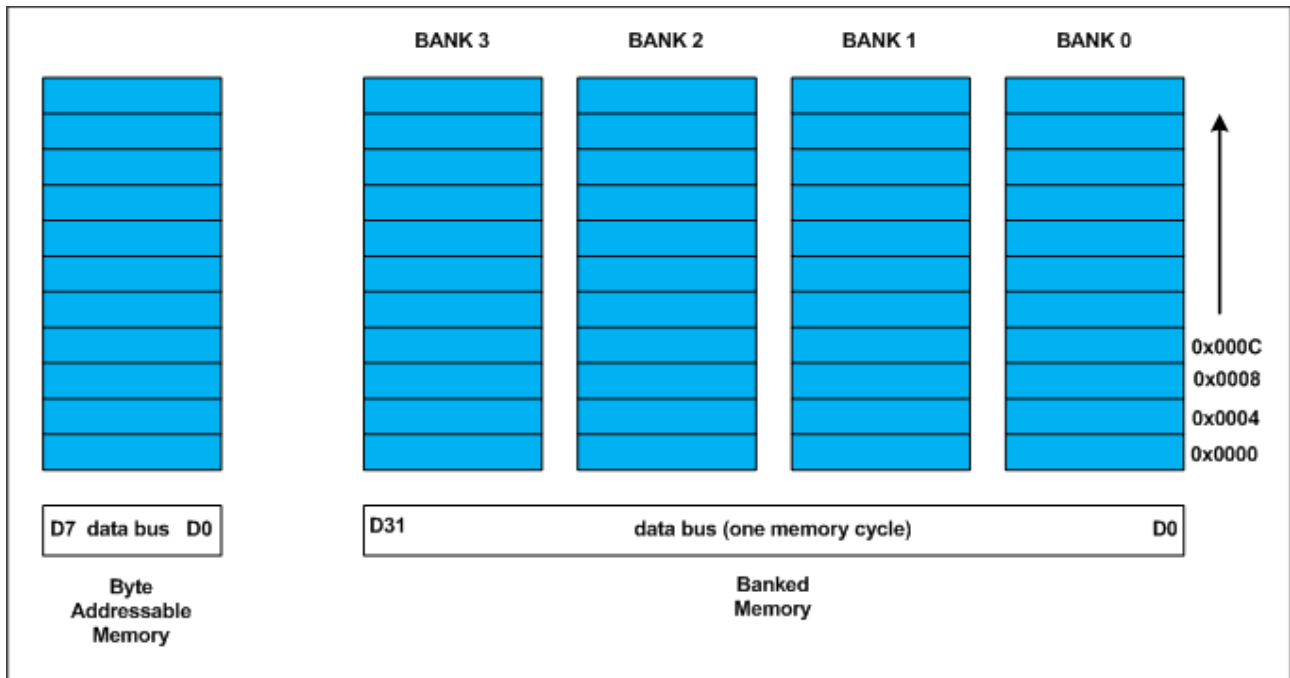 BANK 3 BANK 2 BANK 1 BANK 0
0x000C
0x0008
0x0004
0x0000
D7 data bus D0
D31 data bus (one memory cycle) D0
Byte
Addressable
Memory
Banked
Memory